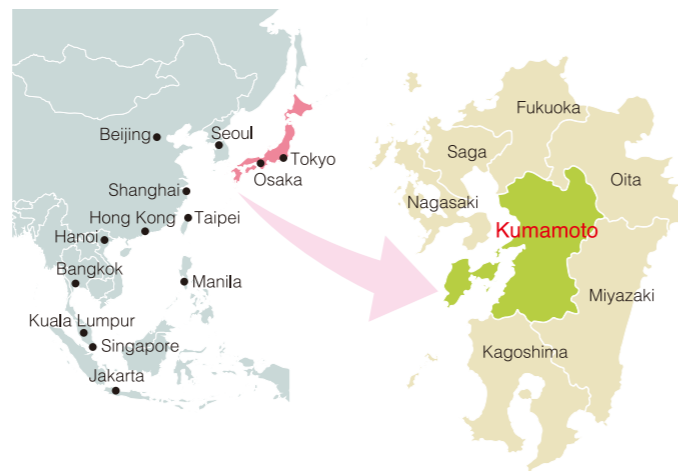 Beijing
Seoul
Tokyo
Osaka
Shanghai
Hong Kong
Taipei
Hanoi
Bangkok
Manila
Kuala Lumpur
Singapore
Jakarta
Fukuoka
Saga
Oita
Nagasaki
Kumamoto
Miyazaki
Kagoshima